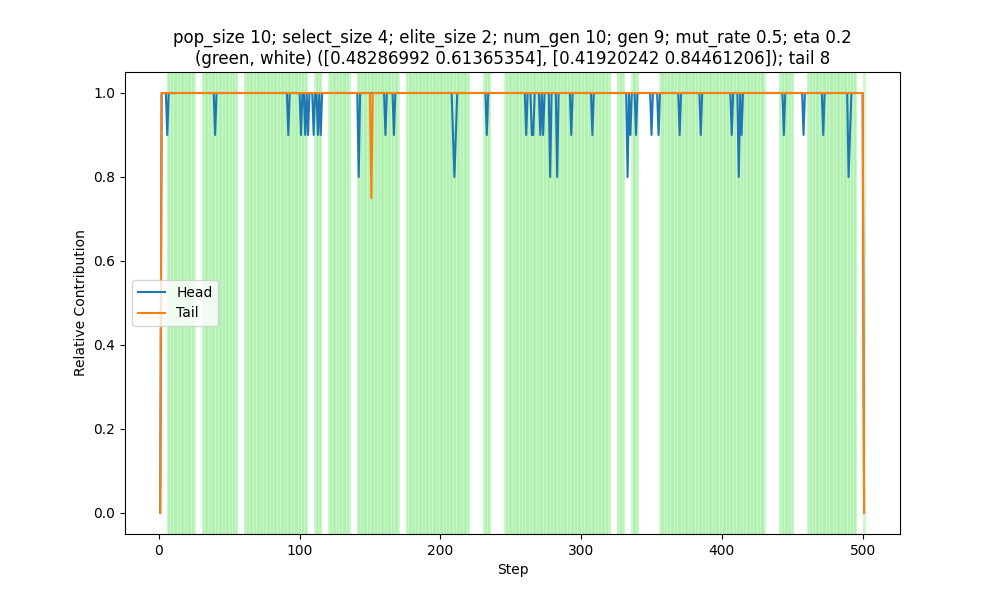 pop_size 10; select_size 4; elite_size 2; num_gen 10; gen 9; mut_rate 0.5; eta 0.2
(green, white) ([0.48286992 0.61365354], [0.41920242 0.84461206]); tail 8
1.0
0.8
0.6
0.4
0.2
0.0
Relative Contribution
Head
Tail
0
100
200
300
400
500
Step